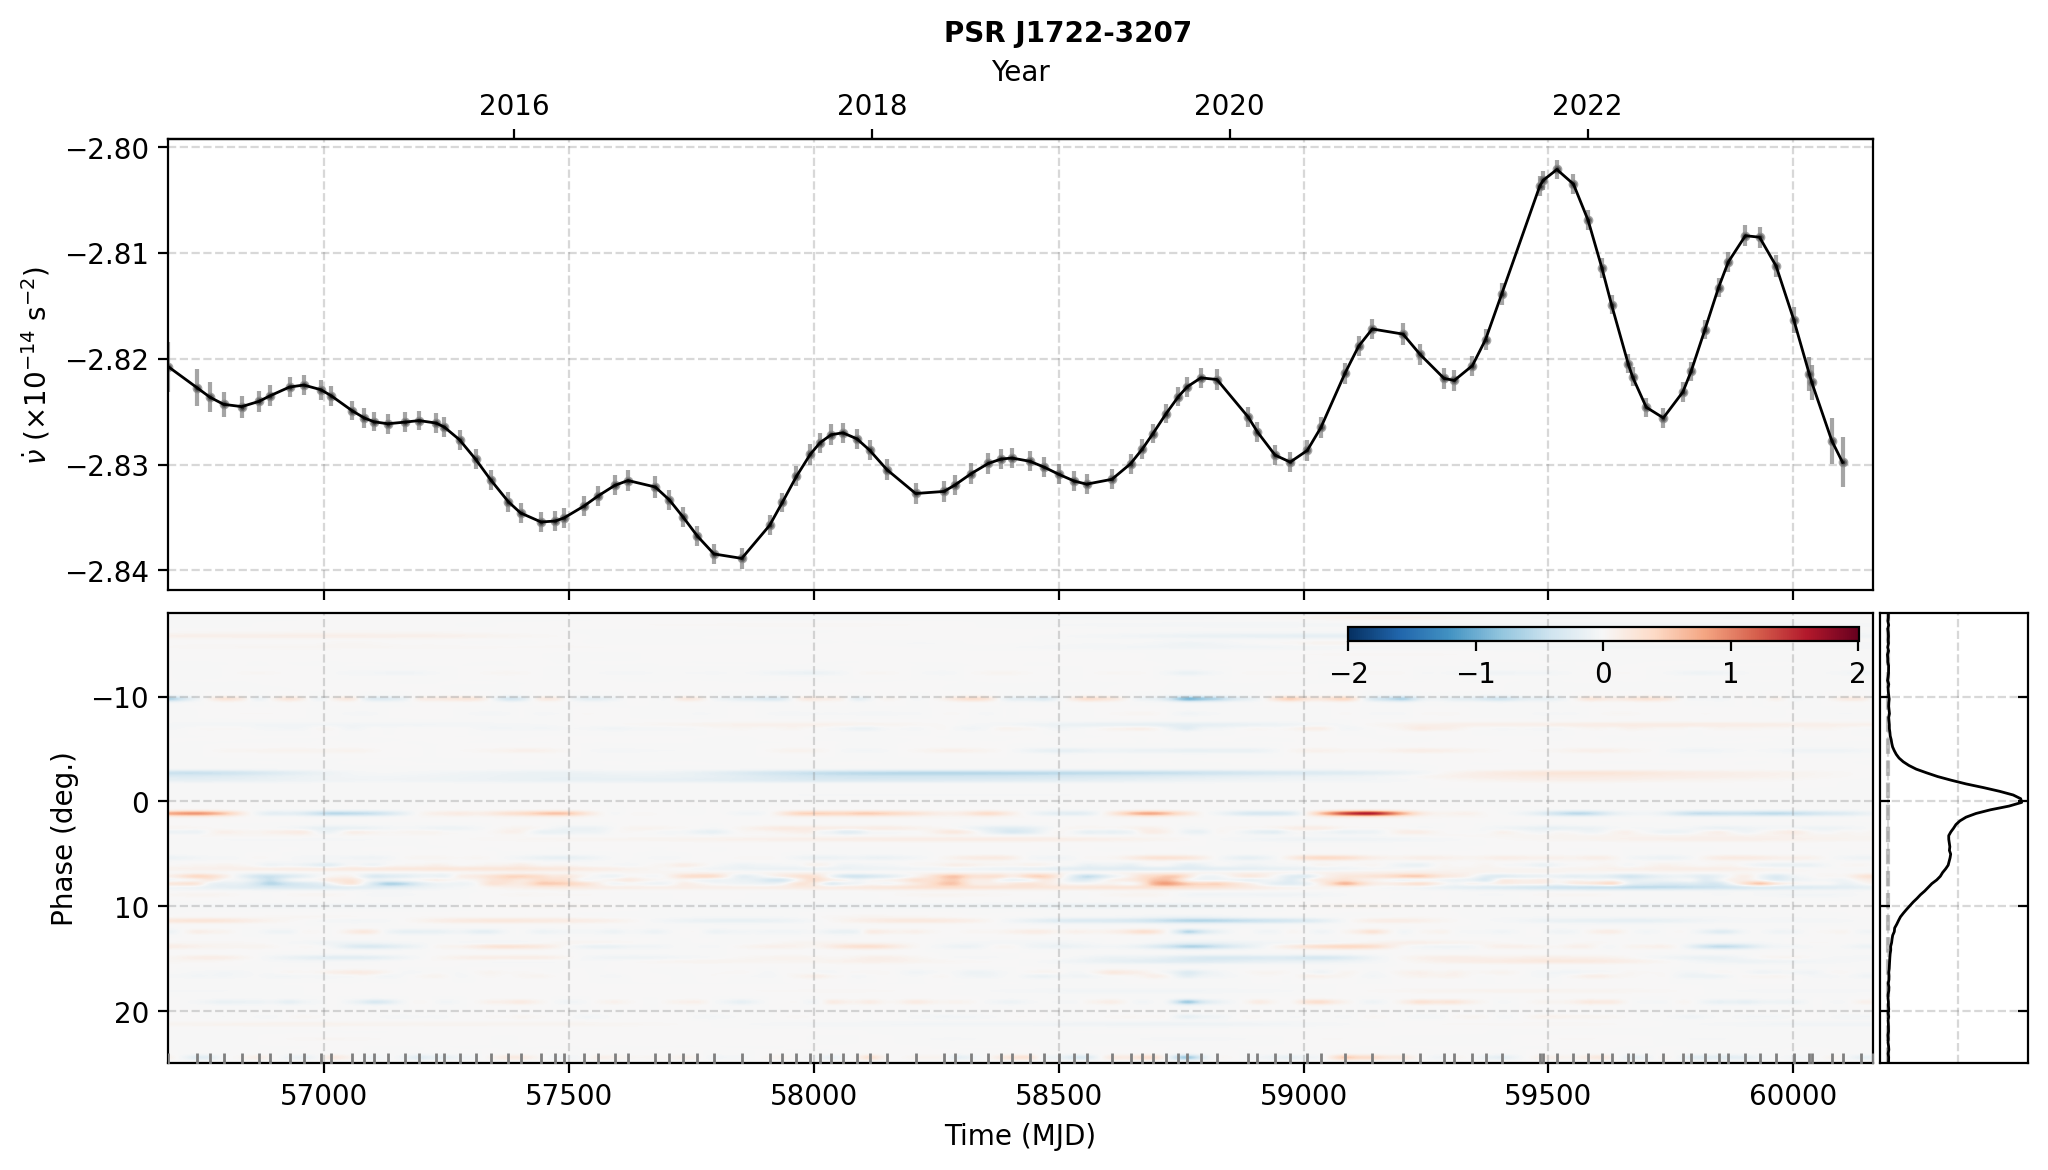 PSR J1722-3207
Year
2016 2018 2020 2022
−2.80
−2.81
−2.82
−2.83
−2.84
ν̇ (×10⁻¹⁴ s⁻²)
−2 −1 0 1 2
−10
0
10
20
Phase (deg.)
57000 57500 58000 58500 59000 59500 60000
Time (MJD)